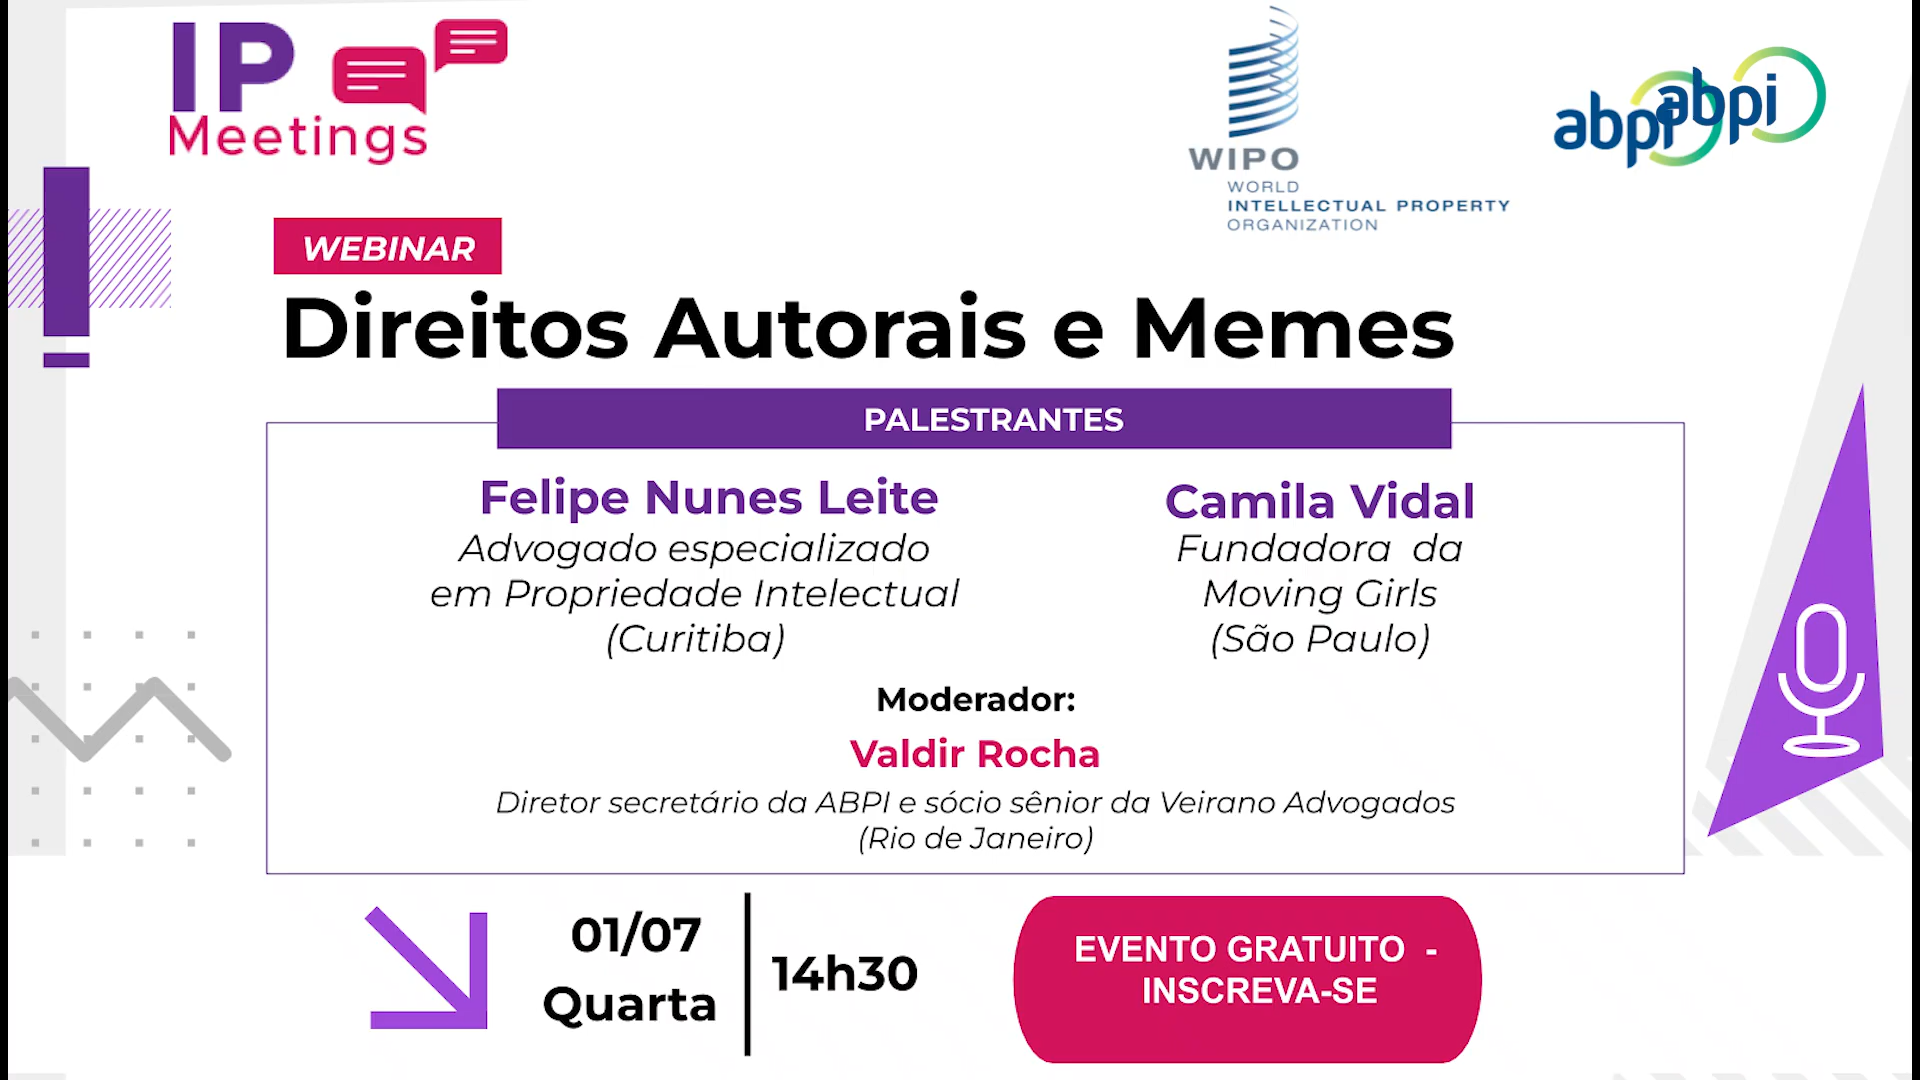 IP
Meetings
WIPO
WORLD
INTELLECTUAL PROPERTY
ORGANIZATION
abpi
abpi
WEBINAR
Direitos Autorais e Memes
PALESTRANTES
Felipe Nunes Leite
Advogado especializado
em Propriedade Intelectual
(Curitiba)
Camila Vidal
Fundadora da
Moving Girls
(São Paulo)
Moderador:
Valdir Rocha
Diretor secretário da ABPI e sócio sênior da Veirano Advogados
(Rio de Janeiro)
01/07
Quarta
14h30
EVENTO GRATUITO -
INSCREVA-SE